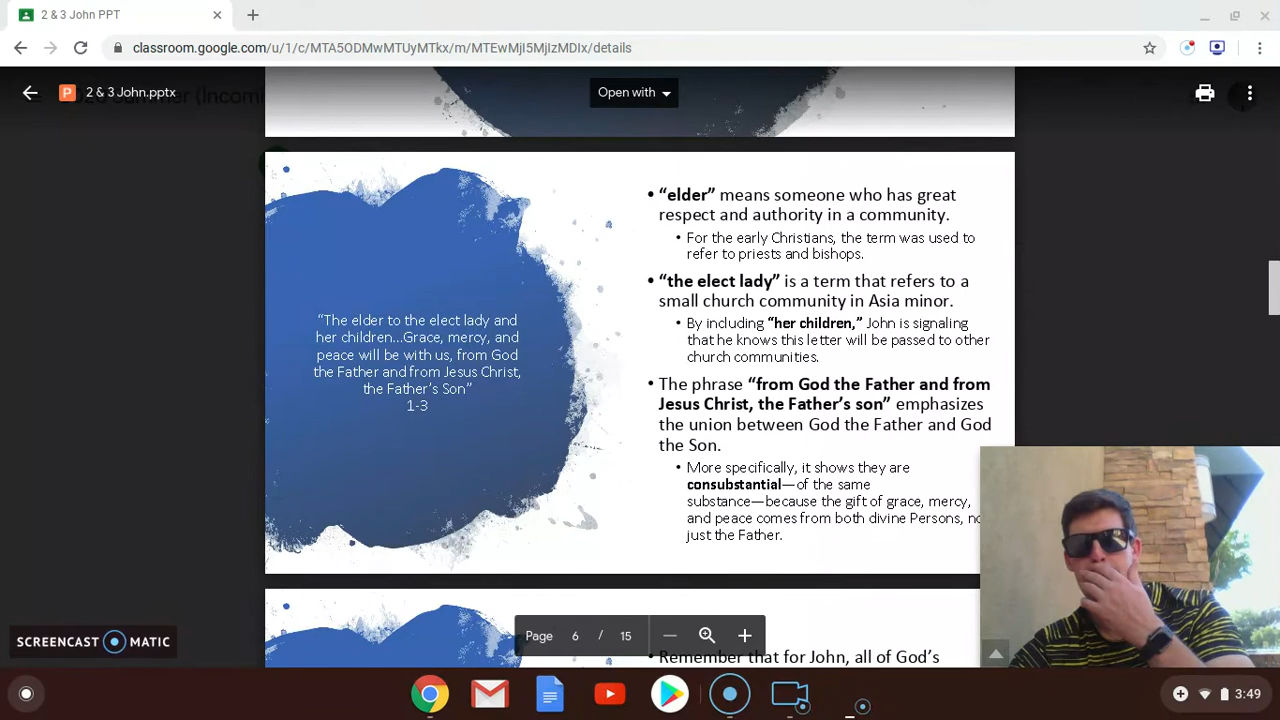 2 & 3 John PPT
classroom.google.com/u/1/c/MTA5ODMwMTUyMTkx/m/MTEwMjI5MjIzMDIx/details
2 & 3 John.pptx
Open with
“elder” means someone who has great
respect and authority in a community.
For the early Christians, the term was used to
refer to priests and bishops.
“the elect lady” is a term that refers to a
small church community in Asia minor.
By including “her children,” John is signaling
that he knows this letter will be passed to other
church communities.
The phrase “from God the Father and from
Jesus Christ, the Father’s son” emphasizes
the union between God the Father and God
the Son.
More specifically, it shows they are
consubstantial—of the same
substance—because the gift of grace, mercy,
and peace comes from both divine Persons, no
just the Father.
“The elder to the elect lady and
her children...Grace, mercy, and
peace will be with us, from God
the Father and from Jesus Christ,
the Father’s Son”
1-3
Page 6 / 15
Remember that for John, all of God’s
SCREENCAST MATIC
3:49